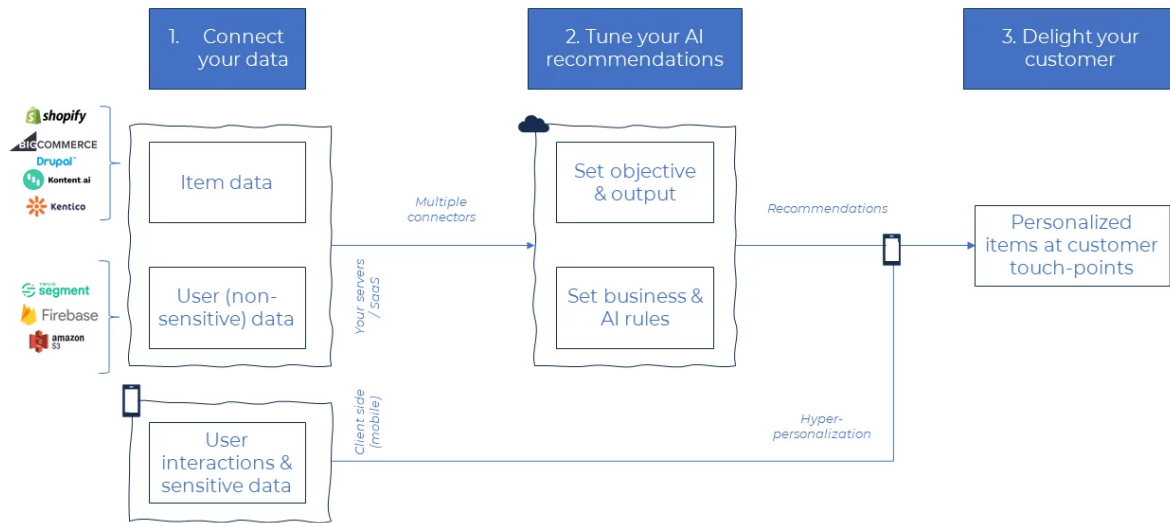 1. Connect
your data
2. Tune your AI
recommendations
3. Delight your
customer
shopify
BIGCOMMERCE
Drupal™
Kontent.ai
Kentico
Item data
Multiple
connectors
Set objective
& output
Recommendations
Personalized
items at customer
touch-points
segment
Firebase
amazon
S3
User (non-
sensitive) data
Your servers
/ SaaS
Set business &
AI rules
User
interactions &
sensitive data
Client side
(mobile)
Hyper-
personalization